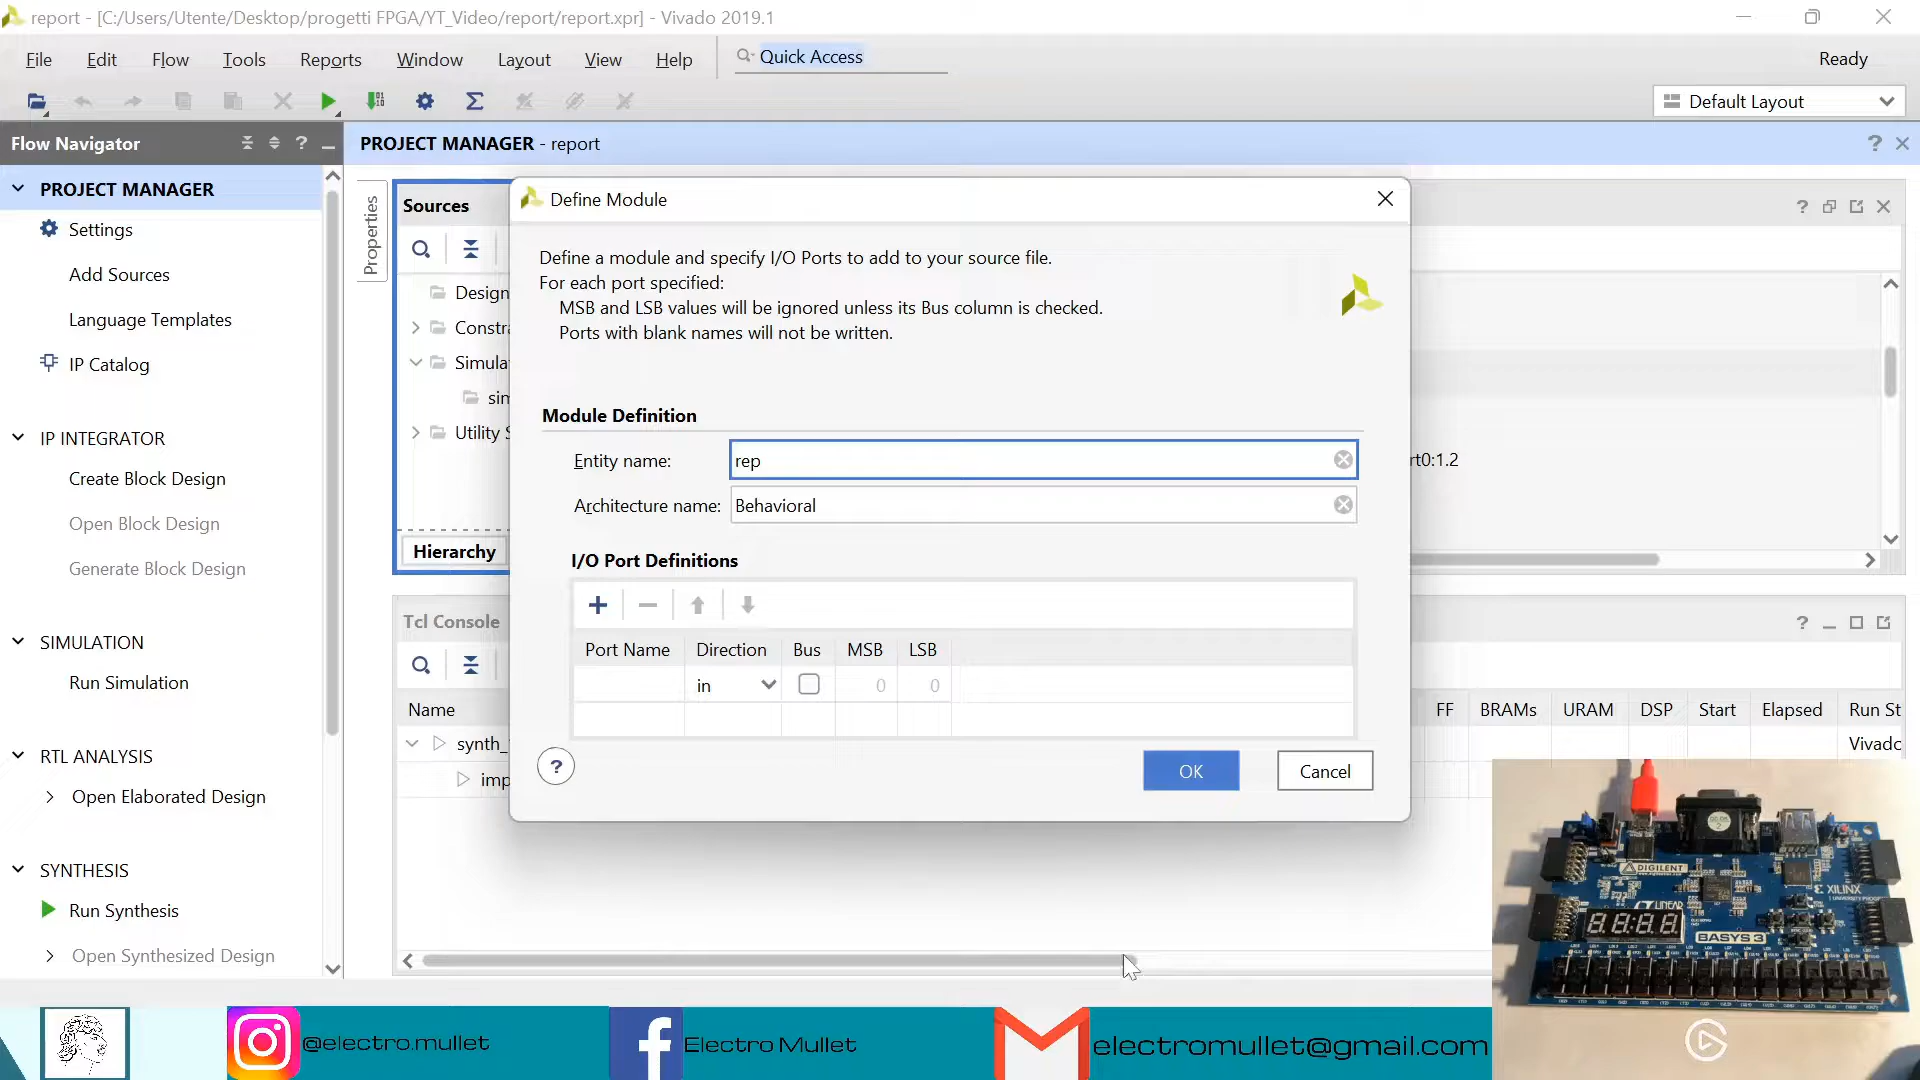 report - [C:/Users/Utente/Desktop/progetti FPGA/YT_Video/report/report.xpr] - Vivado 2019.1
File Edit Flow Tools Reports Window Layout View Help Quick Access Ready
Default Layout
Flow Navigator ?
PROJECT MANAGER - report ?
PROJECT MANAGER
Settings
Add Sources
Language Templates
IP Catalog
IP INTEGRATOR
Create Block Design
Open Block Design
Generate Block Design
SIMULATION
Run Simulation
RTL ANALYSIS
Open Elaborated Design
SYNTHESIS
Run Synthesis
Open Synthesized Design
Properties
Sources
?
Design
Constr
Simula
sim
Utility S
Hierarchy
rt0:1.2
Define Module
Define a module and specify I/O Ports to add to your source file.
For each port specified:
MSB and LSB values will be ignored unless its Bus column is checked.
Ports with blank names will not be written.
Module Definition
Entity name: rep
Architecture name: Behavioral
I/O Port Definitions
Port Name Direction Bus MSB LSB
in 0 0
?
OK Cancel
Tcl Console
?
Name FF BRAMs URAM DSP Start Elapsed Run St
synth_ Vivado
imp
DIGILENT
XILINX
LINEAR
8.8:8.8.
BASYS 3
@electro.mullet
Electro Mullet
electromullet@gmail.com